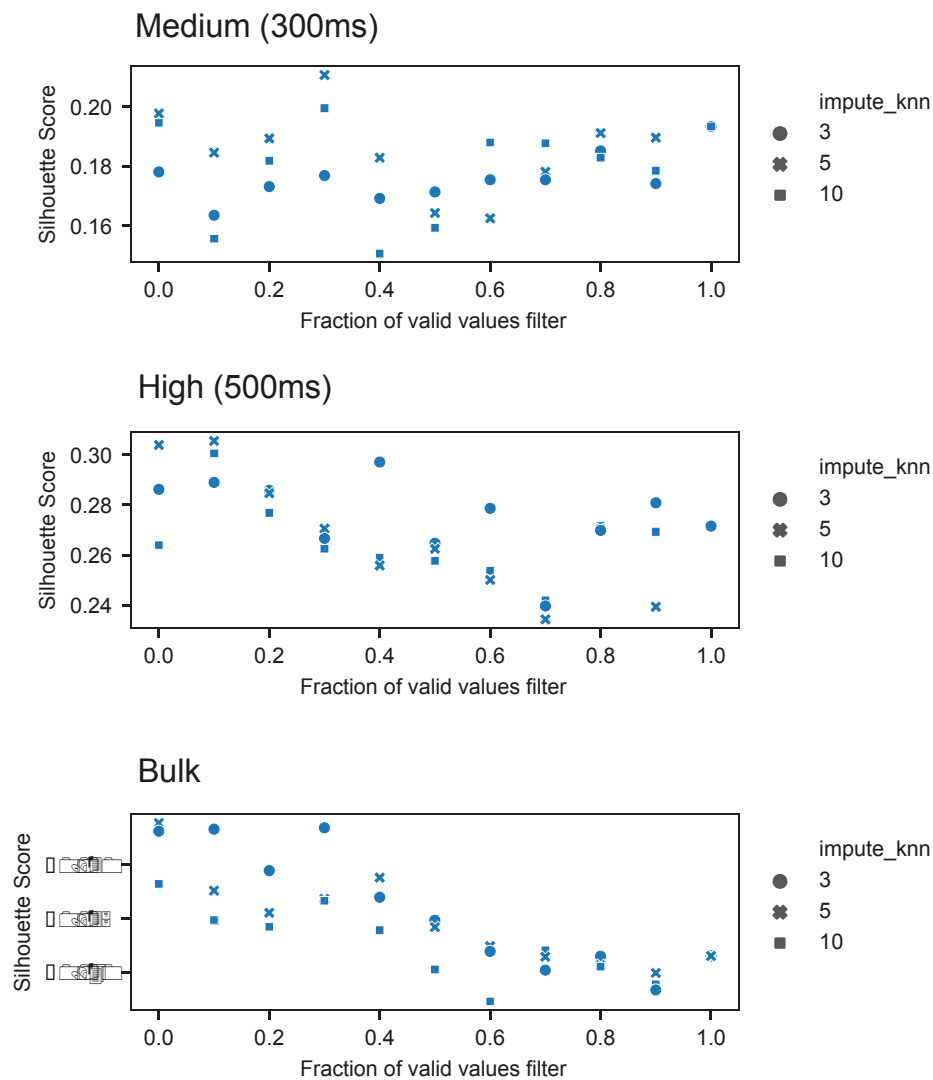 Medium (300ms)
Silhouette Score
0.20
0.18
0.16
0.0 0.2 0.4 0.6 0.8 1.0
Fraction of valid values filter
impute_knn
3
5
10
High (500ms)
Silhouette Score
0.30
0.28
0.26
0.24
0.0 0.2 0.4 0.6 0.8 1.0
Fraction of valid values filter
impute_knn
3
5
10
Bulk
Silhouette Score
0.0 0.2 0.4 0.6 0.8 1.0
Fraction of valid values filter
impute_knn
3
5
10